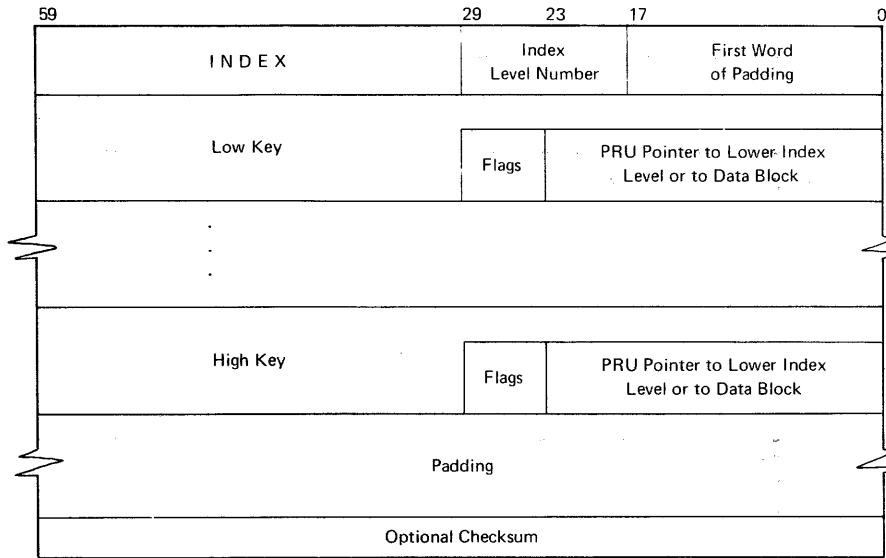 59 29 23 17 0
I N D E X
Index
Level Number
First Word
of Padding
Low Key
Flags
PRU Pointer to Lower Index
Level or to Data Block
High Key
Flags
PRU Pointer to Lower Index
Level or to Data Block
Padding
Optional Checksum